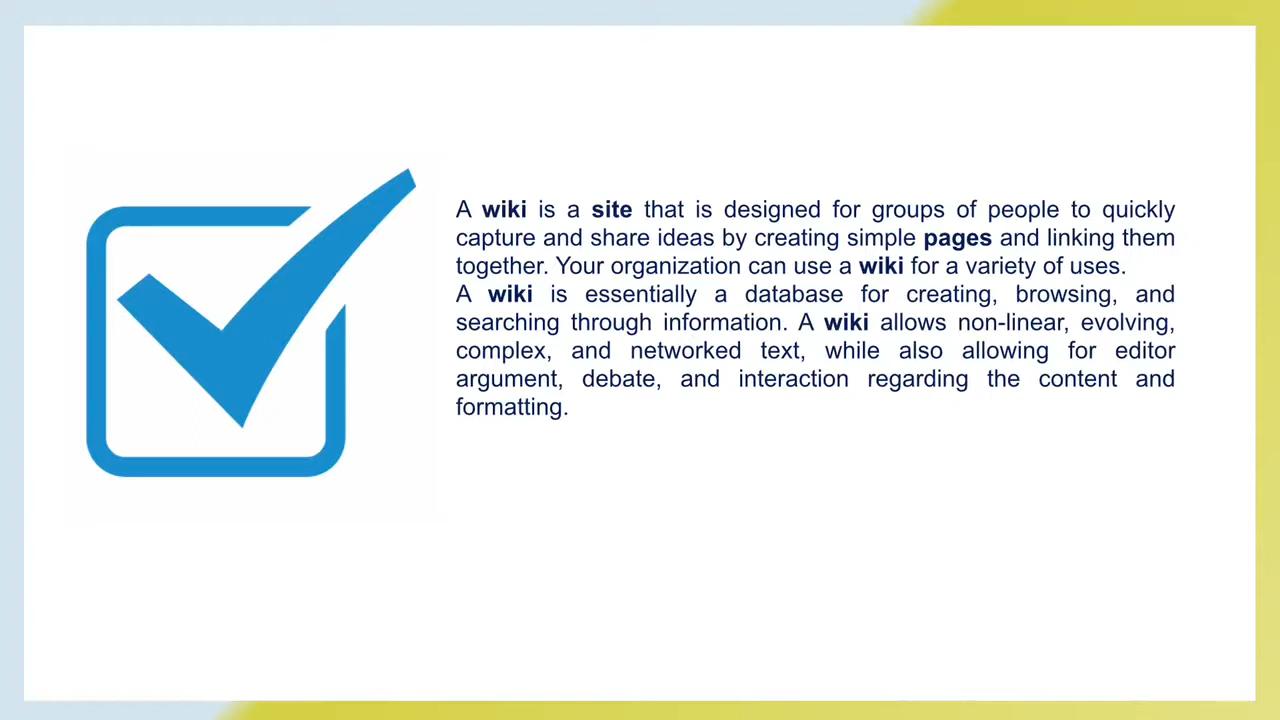 A wiki is a site that is designed for groups of people to quickly
capture and share ideas by creating simple pages and linking them
together. Your organization can use a wiki for a variety of uses.
A wiki is essentially a database for creating, browsing, and
searching through information. A wiki allows non-linear, evolving,
complex, and networked text, while also allowing for editor
argument, debate, and interaction regarding the content and
formatting.